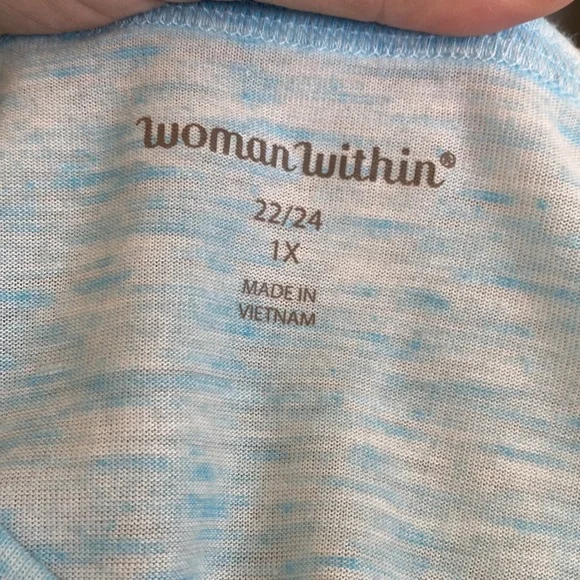 woman within®
22/24
1X
MADE IN
VIETNAM